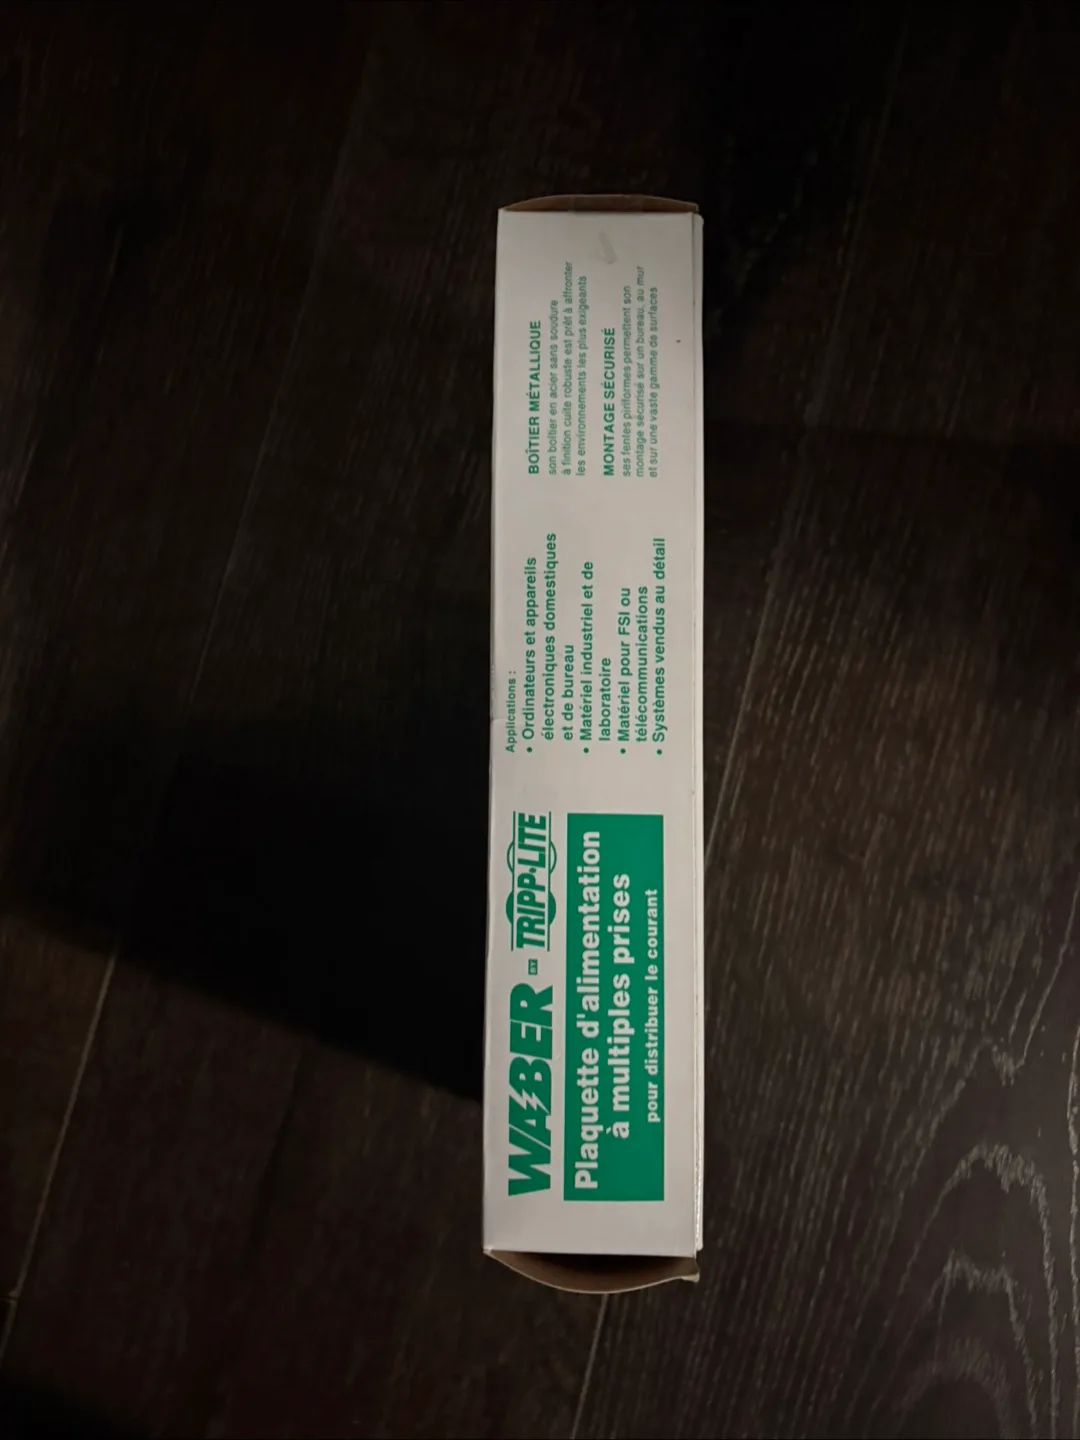 WABER BY TRIPP·LITE
Plaquette d'alimentation
à multiples prises
pour distribuer le courant
Applications :
• Ordinateurs et appareils
électroniques domestiques
et de bureau
• Matériel industriel et de
laboratoire
• Matériel pour FSI ou
télécommunications
• Systèmes vendus au détail
BOÎTIER MÉTALLIQUE
son boîtier en acier sans soudure
à finition cuite robuste est prêt à affronter
les environnements les plus exigeants
MONTAGE SÉCURISÉ
ses fentes piriformes permettent son
montage sécurisé sur un bureau, au mur
et sur une vaste gamme de surfaces